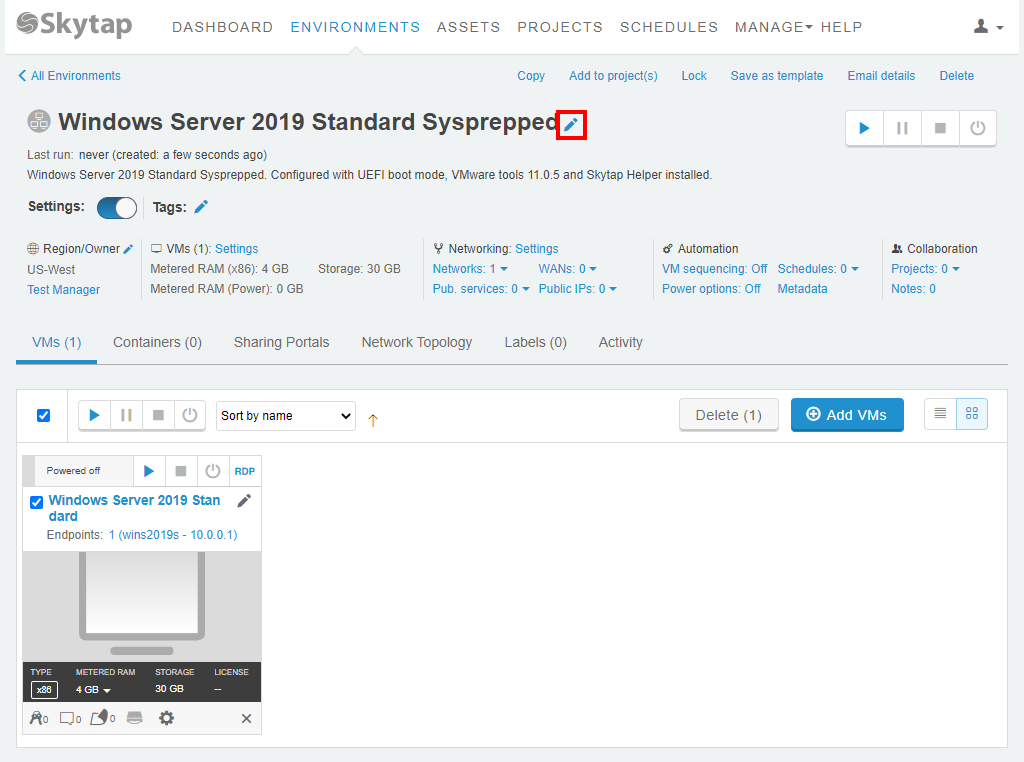 Skytap
DASHBOARD ENVIRONMENTS ASSETS PROJECTS SCHEDULES MANAGE HELP
All Environments Copy Add to project(s) Lock Save as template Email details Delete
Windows Server 2019 Standard Sysprepped
Last run: never (created: a few seconds ago)
Windows Server 2019 Standard Sysprepped. Configured with UEFI boot mode, VMware tools 11.0.5 and Skytap Helper installed.
Settings: Tags:
Region/Owner
US-West
Test Manager
VMs (1): Settings
Metered RAM (x86): 4 GB Storage: 30 GB
Metered RAM (Power): 0 GB
Networking: Settings
Networks: 1 WANs: 0
Pub. services: 0 Public IPs: 0
Automation
VM sequencing: Off Schedules: 0
Power options: Off Metadata
Collaboration
Projects: 0
Notes: 0
VMs (1) Containers (0) Sharing Portals Network Topology Labels (0) Activity
Sort by name Delete (1) Add VMs
Powered off RDP
Windows Server 2019 Stan
dard
Endpoints: 1 (wins2019s - 10.0.0.1)
TYPE METERED RAM STORAGE LICENSE
x86 4 GB 30 GB --
0 0 0